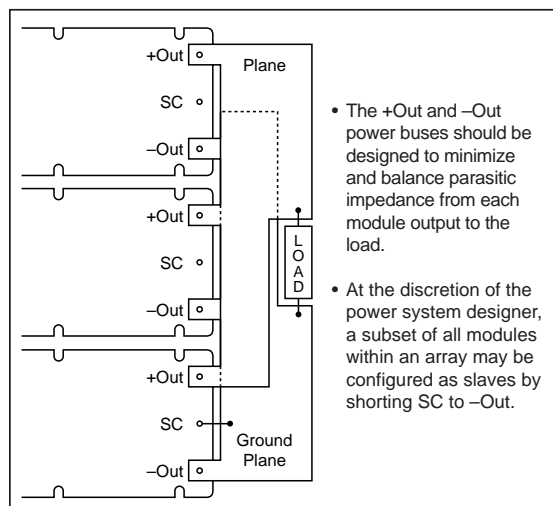 +Out
Plane
SC
–Out
+Out
SC
–Out
+Out
SC
Ground
Plane
–Out
LOAD
• The +Out and –Out
power buses should be
designed to minimize
and balance parasitic
impedance from each
module output to the
load.
• At the discretion of the
power system designer,
a subset of all modules
within an array may be
configured as slaves by
shorting SC to –Out.